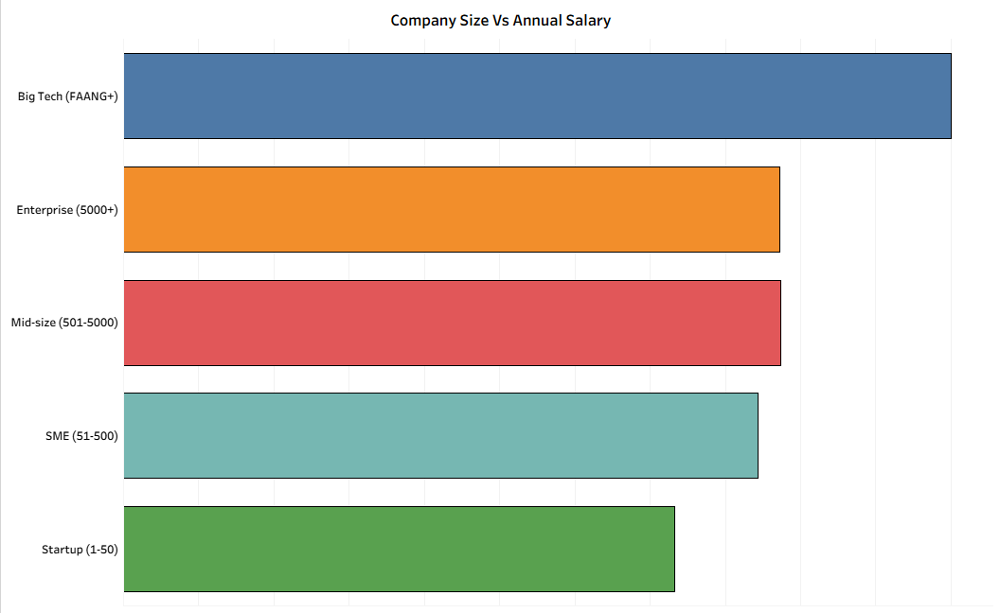 Company Size Vs Annual Salary
Big Tech (FAANG+)
Enterprise (5000+)
Mid-size (501-5000)
SME (51-500)
Startup (1-50)